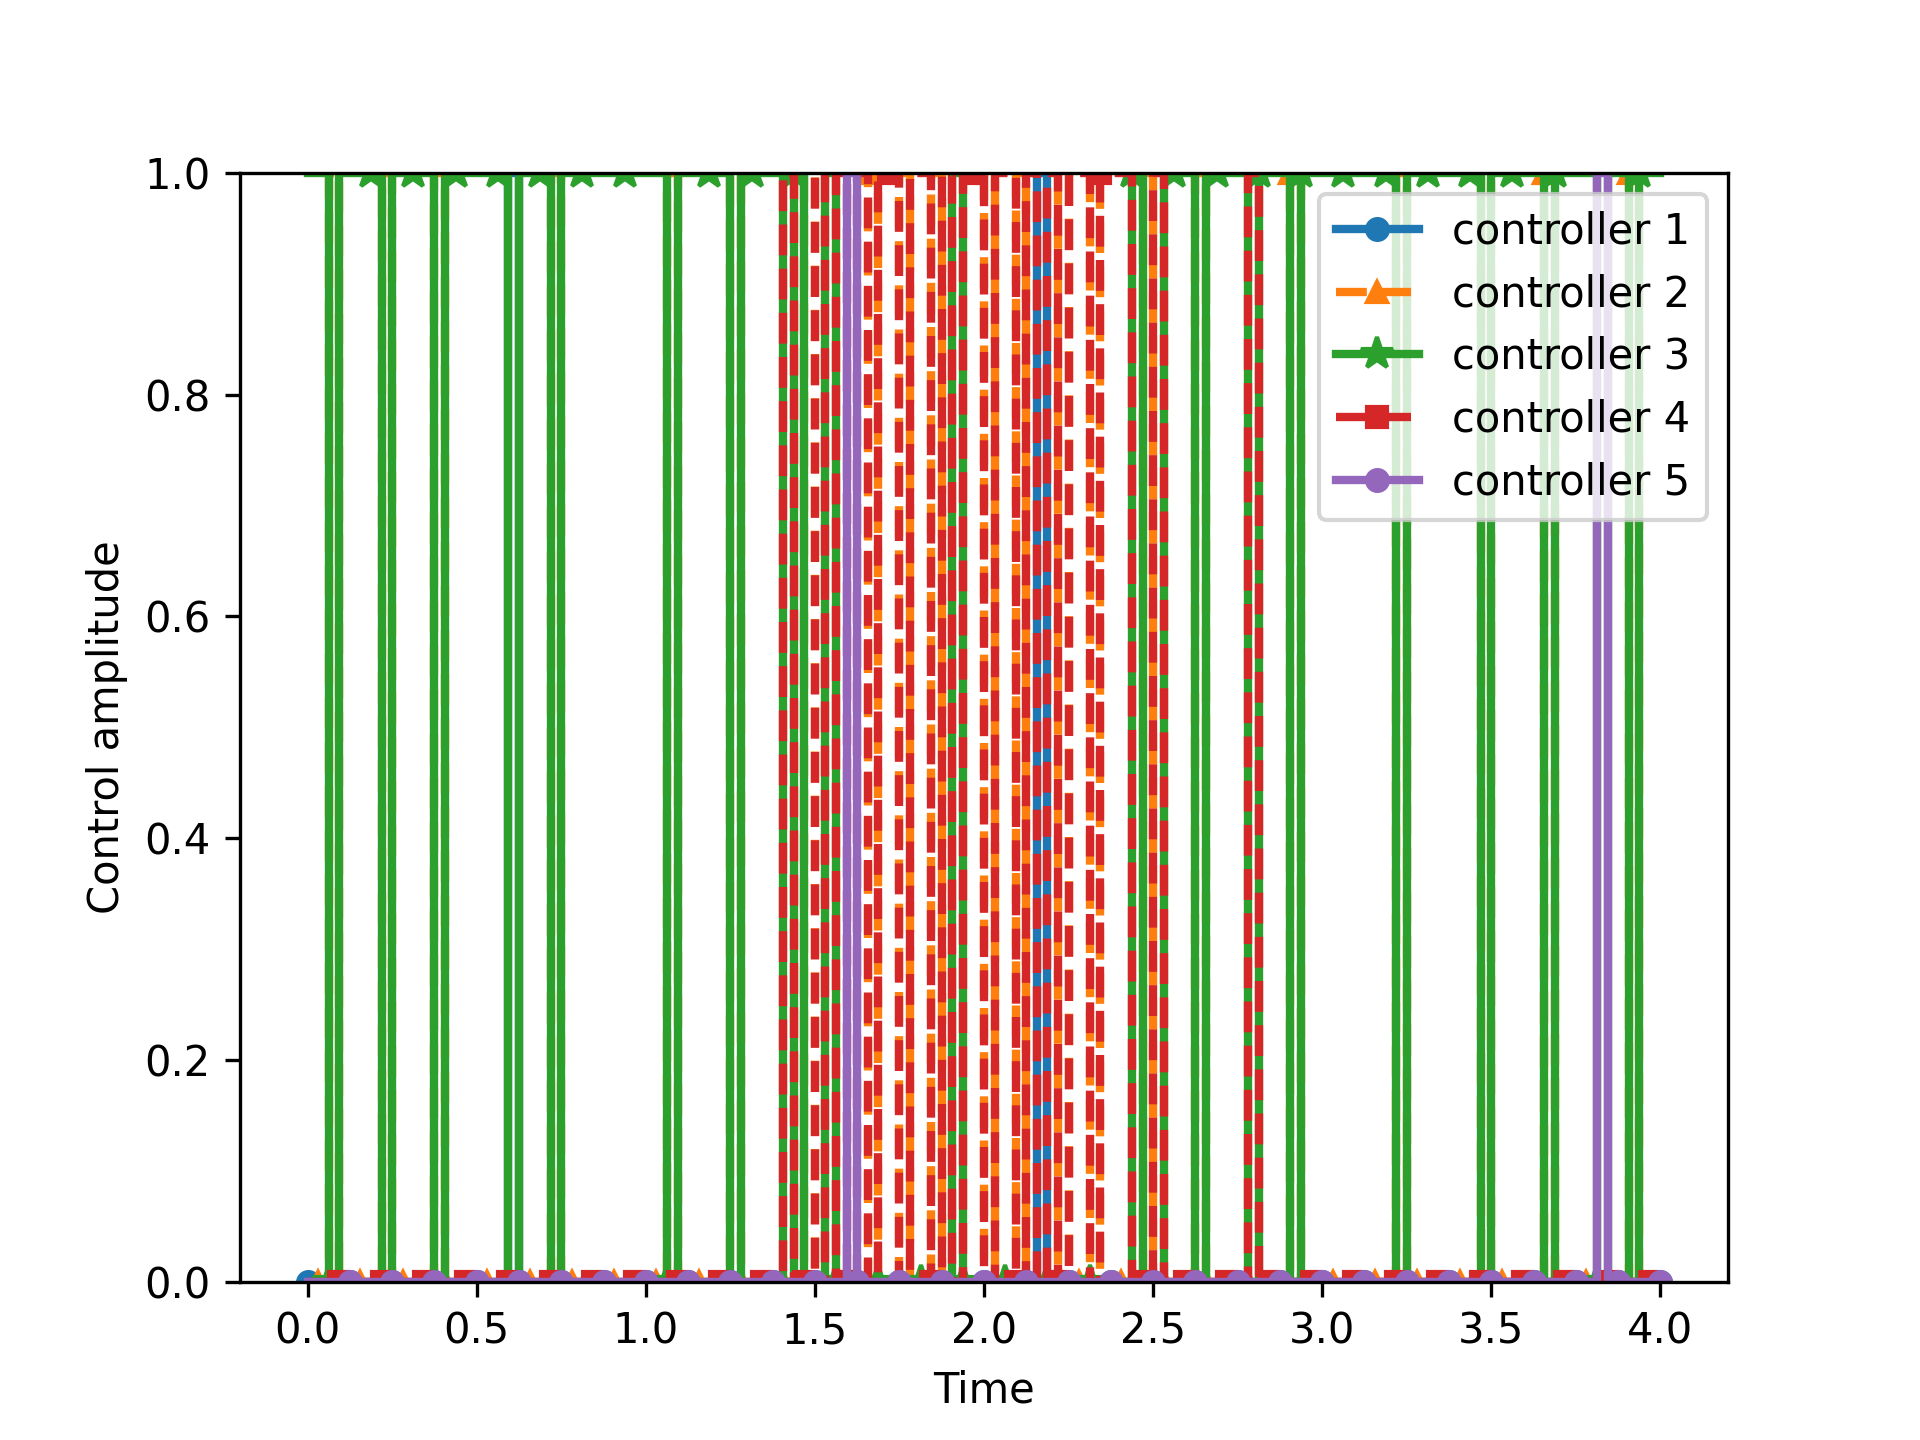 1.0
0.8
0.6
0.4
0.2
0.0
Control amplitude
controller 1
controller 2
controller 3
controller 4
controller 5
0.0 0.5 1.0 1.5 2.0 2.5 3.0 3.5 4.0
Time